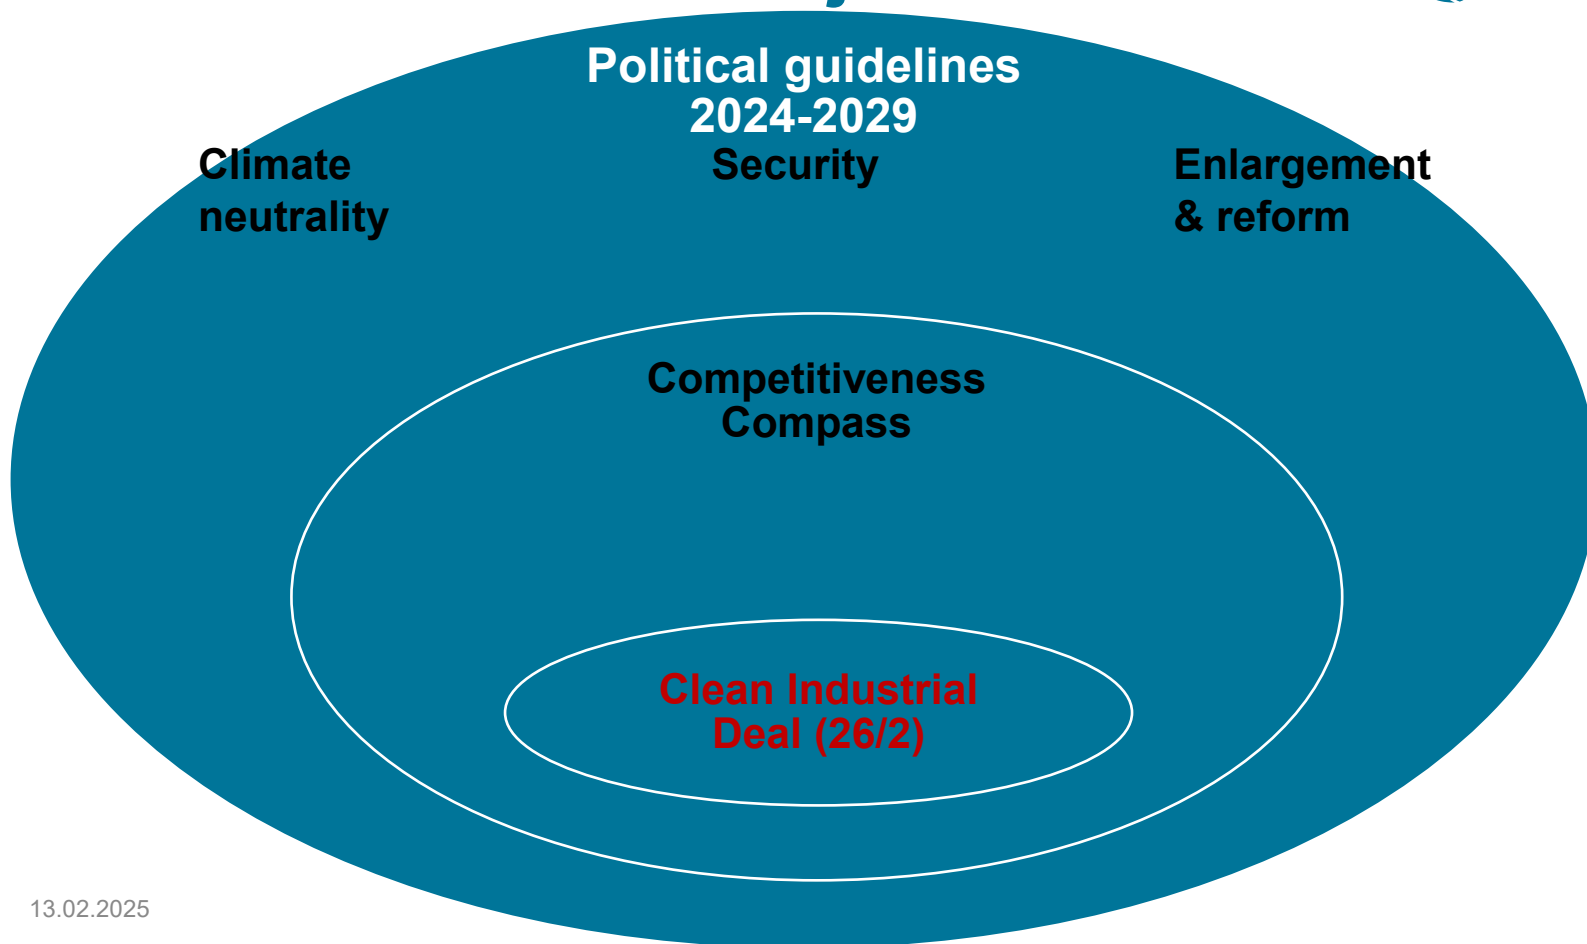 Political guidelines
2024-2029
Climate
neutrality
Security
Enlargement
& reform
Competitiveness
Compass
Clean Industrial
Deal (26/2)
13.02.2025